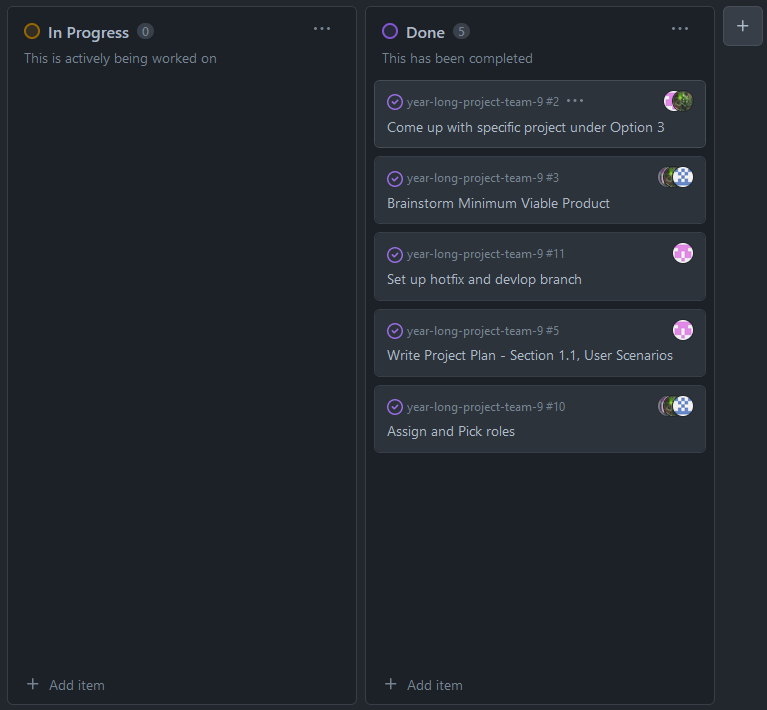 In Progress 0
This is actively being worked on
Add item
Done 5
This has been completed
year-long-project-team-9 #2
Come up with specific project under Option 3
year-long-project-team-9 #3
Brainstorm Minimum Viable Product
year-long-project-team-9 #11
Set up hotfix and devlop branch
year-long-project-team-9 #5
Write Project Plan - Section 1.1, User Scenarios
year-long-project-team-9 #10
Assign and Pick roles
Add item